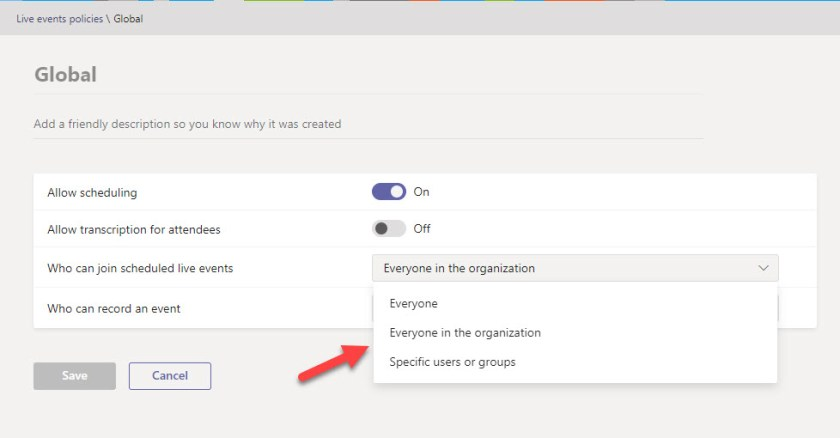 Live events policies \ Global
Global
Add a friendly description so you know why it was created
Allow scheduling On
Allow transcription for attendees Off
Who can join scheduled live events Everyone in the organization
Who can record an event
Everyone
Everyone in the organization
Specific users or groups
Save Cancel